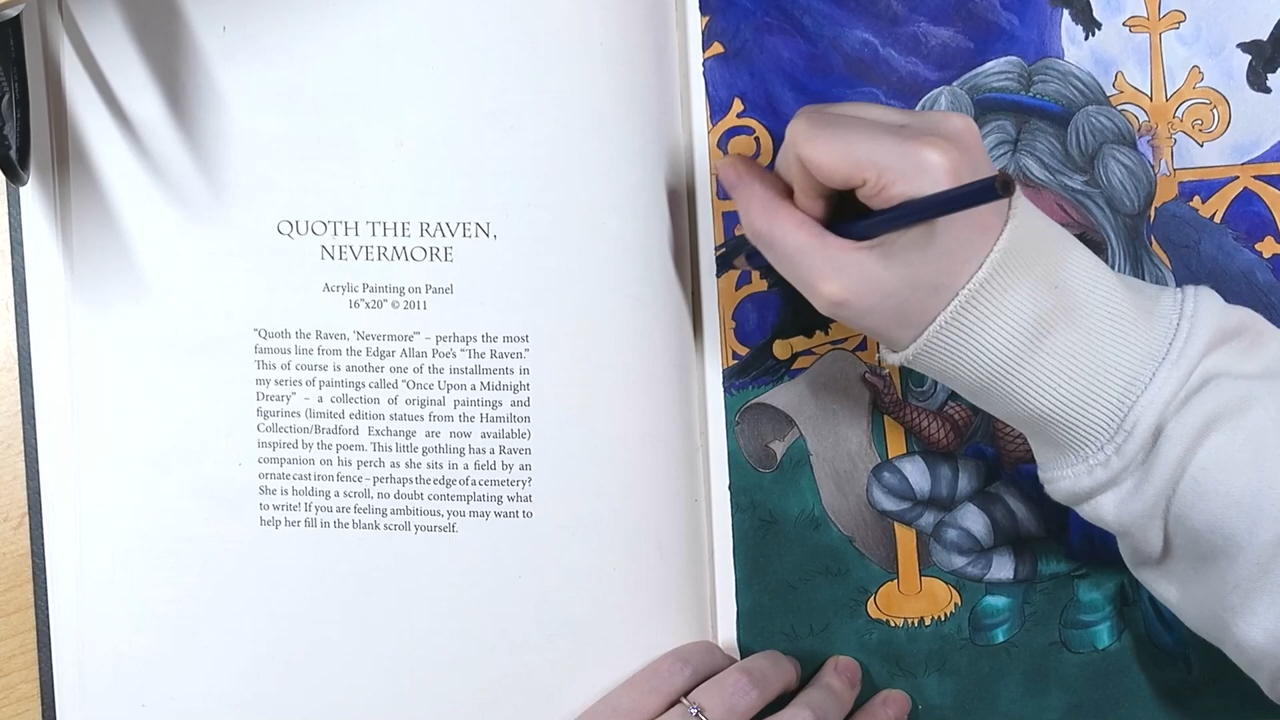 QUOTH THE RAVEN,
NEVERMORE
Acrylic Painting on Panel
16"x20" © 2011
"Quoth the Raven, 'Nevermore'" – perhaps the most
famous line from the Edgar Allan Poe's "The Raven."
This of course is another one of the installments in
my series of paintings called "Once Upon a Midnight
Dreary" – a collection of original paintings and
figurines (limited edition statues from the Hamilton
Collection/Bradford Exchange are now available)
inspired by the poem. This little gothling has a Raven
companion on his perch as she sits in a field by an
ornate cast iron fence – perhaps the edge of a cemetery?
She is holding a scroll, no doubt contemplating what
to write! If you are feeling ambitious, you may want to
help her fill in the blank scroll yourself.